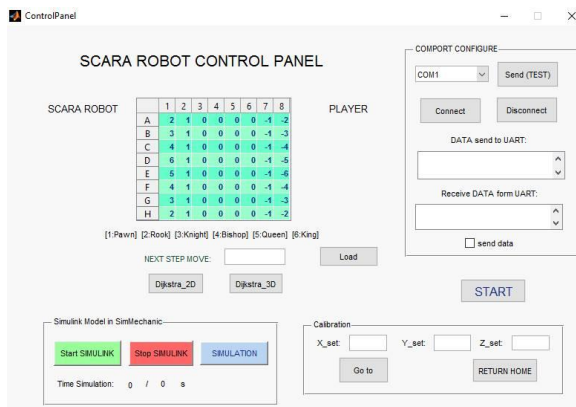 ControlPanel
SCARA ROBOT CONTROL PANEL
SCARA ROBOT
PLAYER
1 2 3 4 5 6 7 8
A 2 1 0 0 0 0 -1 -2
B 3 1 0 0 0 0 -1 -3
C 4 1 0 0 0 0 -1 -4
D 6 1 0 0 0 0 -1 -5
E 5 1 0 0 0 0 -1 -6
F 4 1 0 0 0 0 -1 -4
G 3 1 0 0 0 0 -1 -3
H 2 1 0 0 0 0 -1 -2
[1:Pawn] [2:Rook] [3:Knight] [4:Bishop] [5:Queen] [6:King]
NEXT STEP MOVE:
Load
Dijkstra_2D
Dijkstra_3D
COMPORT CONFIGURE
COM1
Send (TEST)
Connect
Disconnect
DATA send to UART:
Receive DATA form UART:
send data
START
Simulink Model in SimMechanic
Start SIMULINK
Stop SIMULINK
SIMULATION
Time Simulation: 0 / 0 s
Calibration
X_set:
Y_set:
Z_set:
Go to
RETURN HOME